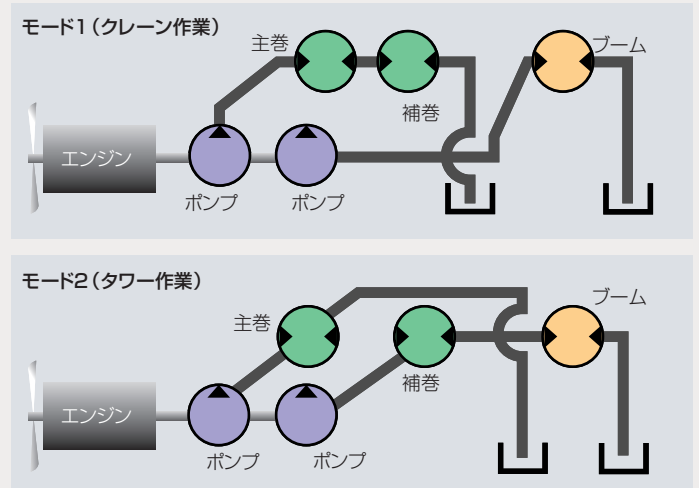 モード1(クレーン作業)
主巻
ブーム
補巻
エンジン
ポンプ
ポンプ
モード2(タワー作業)
ブーム
主巻
補巻
エンジン
ポンプ
ポンプ